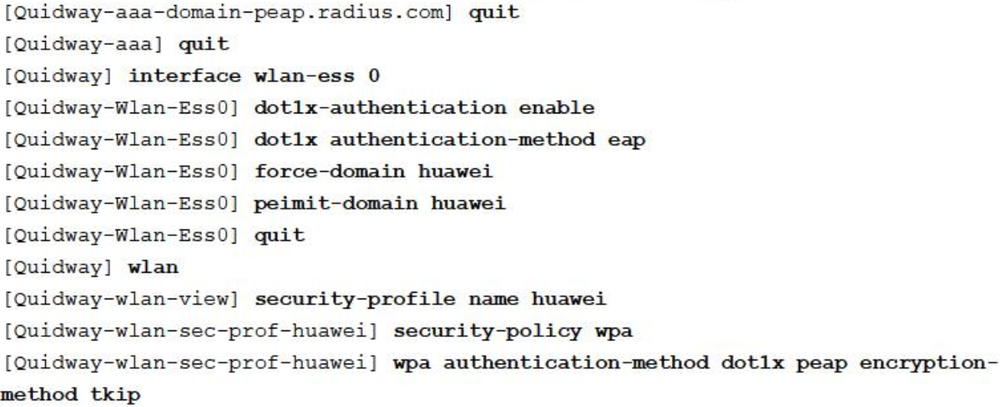 [Quidway-aaa-domain-peap.radius.com] quit
[Quidway-aaa] quit
[Quidway] interface wlan-ess 0
[Quidway-Wlan-Ess0] dot1x-authentication enable
[Quidway-Wlan-Ess0] dot1x authentication-method eap
[Quidway-Wlan-Ess0] force-domain huawei
[Quidway-Wlan-Ess0] peimit-domain huawei
[Quidway-Wlan-Ess0] quit
[Quidway] wlan
[Quidway-wlan-view] security-profile name huawei
[Quidway-wlan-sec-prof-huawei] security-policy wpa
[Quidway-wlan-sec-prof-huawei] wpa authentication-method dot1x peap encryption-
method tkip